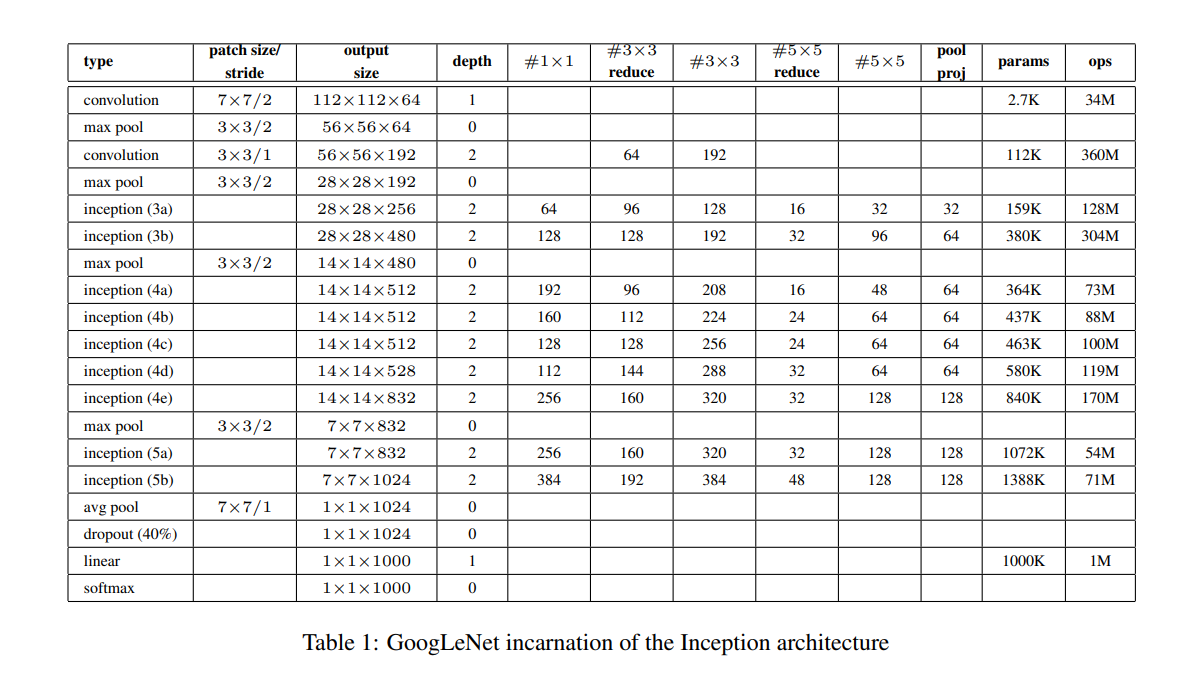 type patch size/ stride output size depth #1×1 #3×3 reduce #3×3 #5×5 reduce #5×5 pool proj params ops
convolution 7×7/2 112×112×64 1 2.7K 34M
max pool 3×3/2 56×56×64 0
convolution 3×3/1 56×56×192 2 64 192 112K 360M
max pool 3×3/2 28×28×192 0
inception (3a) 28×28×256 2 64 96 128 16 32 32 159K 128M
inception (3b) 28×28×480 2 128 128 192 32 96 64 380K 304M
max pool 3×3/2 14×14×480 0
inception (4a) 14×14×512 2 192 96 208 16 48 64 364K 73M
inception (4b) 14×14×512 2 160 112 224 24 64 64 437K 88M
inception (4c) 14×14×512 2 128 128 256 24 64 64 463K 100M
inception (4d) 14×14×528 2 112 144 288 32 64 64 580K 119M
inception (4e) 14×14×832 2 256 160 320 32 128 128 840K 170M
max pool 3×3/2 7×7×832 0
inception (5a) 7×7×832 2 256 160 320 32 128 128 1072K 54M
inception (5b) 7×7×1024 2 384 192 384 48 128 128 1388K 71M
avg pool 7×7/1 1×1×1024 0
dropout (40%) 1×1×1024 0
linear 1×1×1000 1 1000K 1M
softmax 1×1×1000 0
Table 1: GoogLeNet incarnation of the Inception architecture